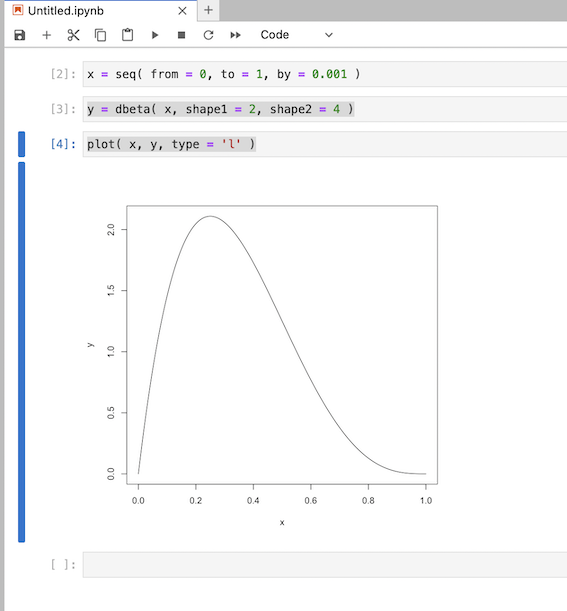 Untitled.ipynb
Code
[2]: x = seq( from = 0, to = 1, by = 0.001 )
[3]: y = dbeta( x, shape1 = 2, shape2 = 4 )
[4]: plot( x, y, type = 'l' )
2.0
1.5
y
1.0
0.5
0.0
0.0 0.2 0.4 0.6 0.8 1.0
x
[ ]: